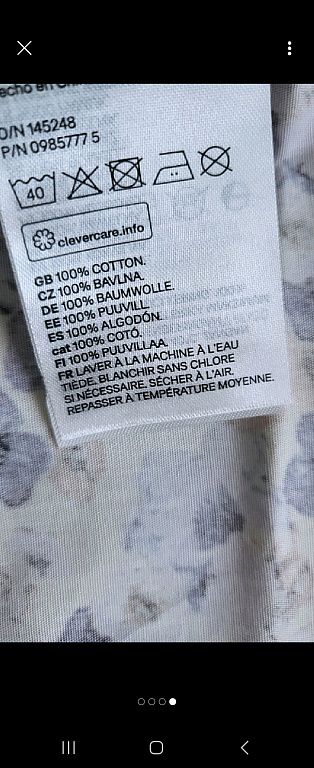 echo en
O/N 145248
P/N 0985777 5
40
clevercare.info
GB 100% COTTON.
CZ 100% BAVLNA.
DE 100% BAUMWOLLE.
EE 100% PUUVILL.
ES 100% ALGODÓN.
cat 100% COTÓ.
FI 100% PUUVILLAA.
FR LAVER À LA MACHINE À L'EAU
TIÈDE. BLANCHIR SANS CHLORE
SI NÉCESSAIRE. SÉCHER À L'AIR.
REPASSER À TEMPÉRATURE MOYENNE.